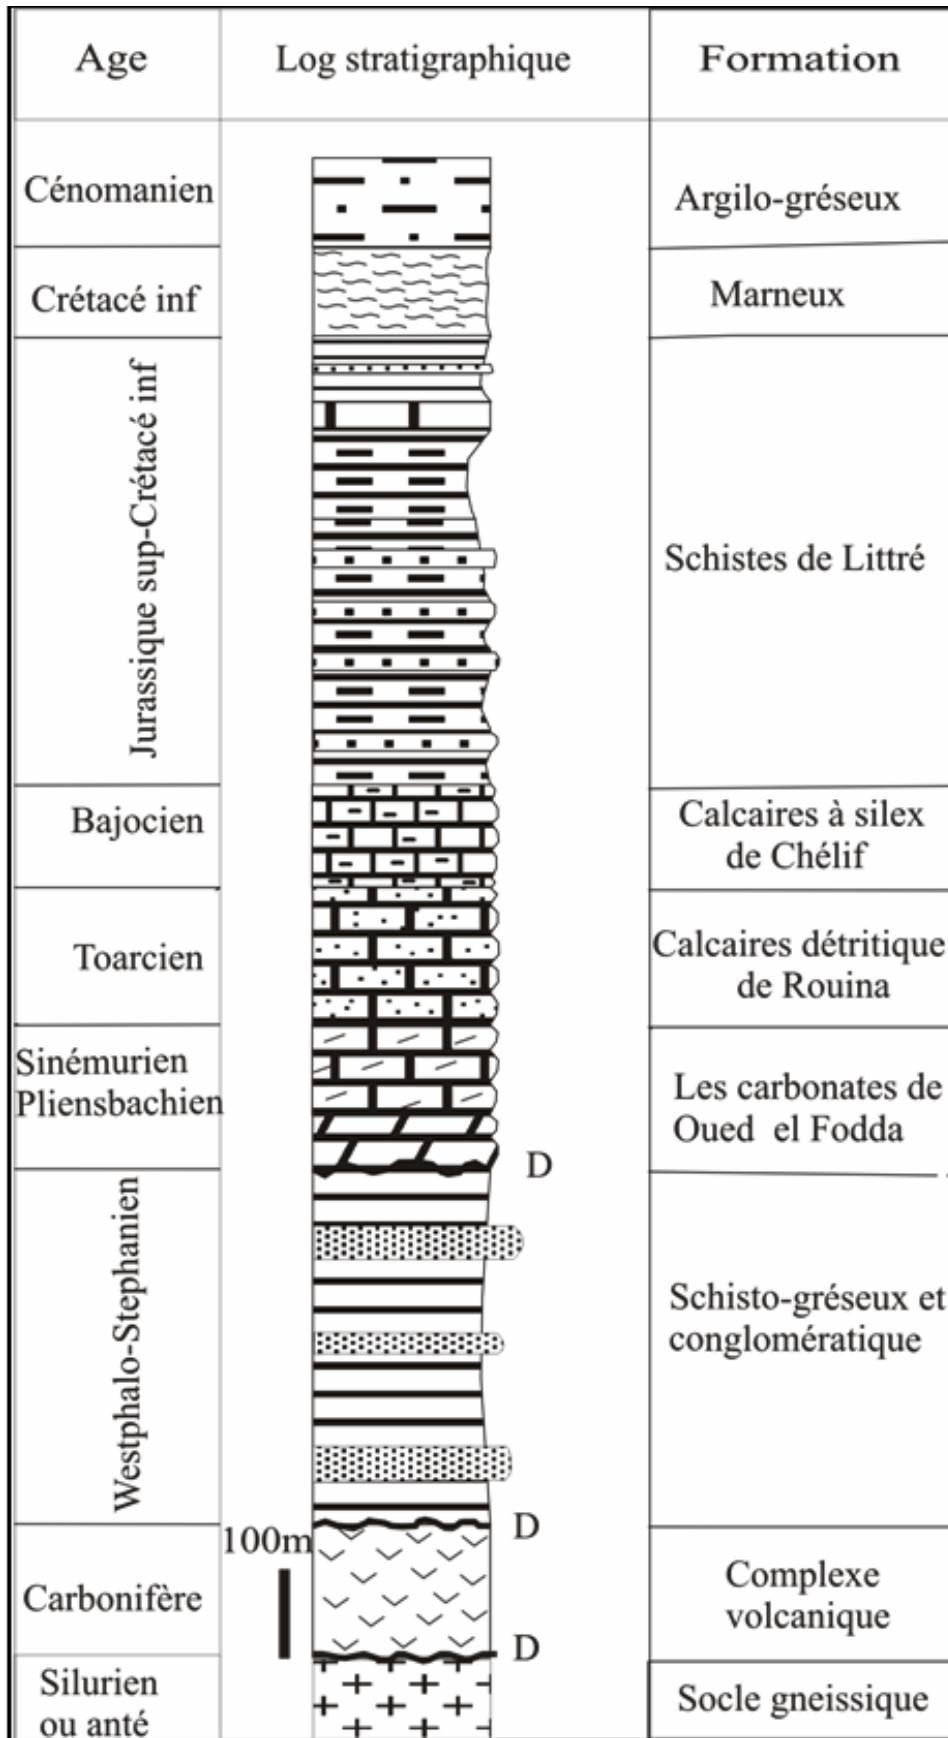 Age
Log stratigraphique
Formation
Cénomanien
Argilo-gréseux
Crétacé inf
Marneux
Jurassique sup-Crétacé inf
Schistes de Littré
Bajocien
Calcaires à silex
de Chélif
Toarcien
Calcaires détritique
de Rouina
Sinémurien
Pliensbachien
Les carbonates de
Oued el Fodda
D
Westphalo-Stephanien
Schisto-gréseux et
conglomératique
D
100m
Carbonifère
Complexe
volcanique
D
Silurien
ou anté
Socle gneissique